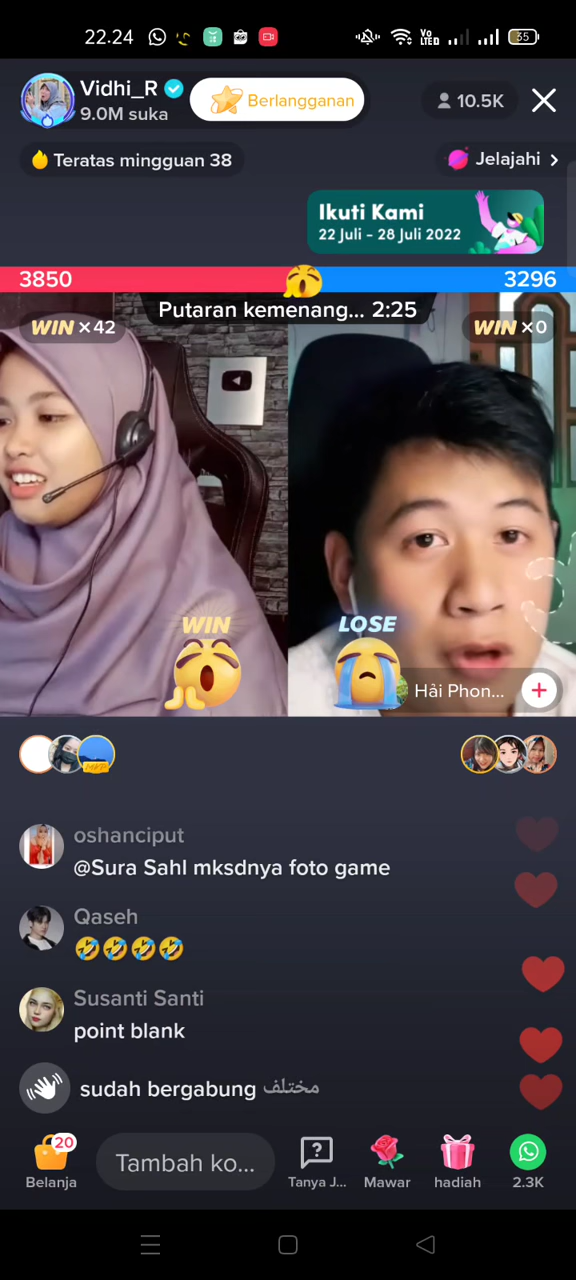 22.24
Vo
LTED
35
Vidhi_R
9.0M suka
Berlangganan
10.5K
Teratas mingguan 38
Jelajahi
Ikuti Kami
22 Juli - 28 Juli 2022
3850
3296
Putaran kemenang... 2:25
WIN ×42
WIN ×0
WIN
LOSE
Hải Phon...
oshanciput
@Sura Sahl mksdnya foto game
Qaseh
🤣🤣🤣🤣
Susanti Santi
point blank
sudah bergabung مختلف
20
Belanja
Tambah ko...
Tanya J...
Mawar
hadiah
2.3K